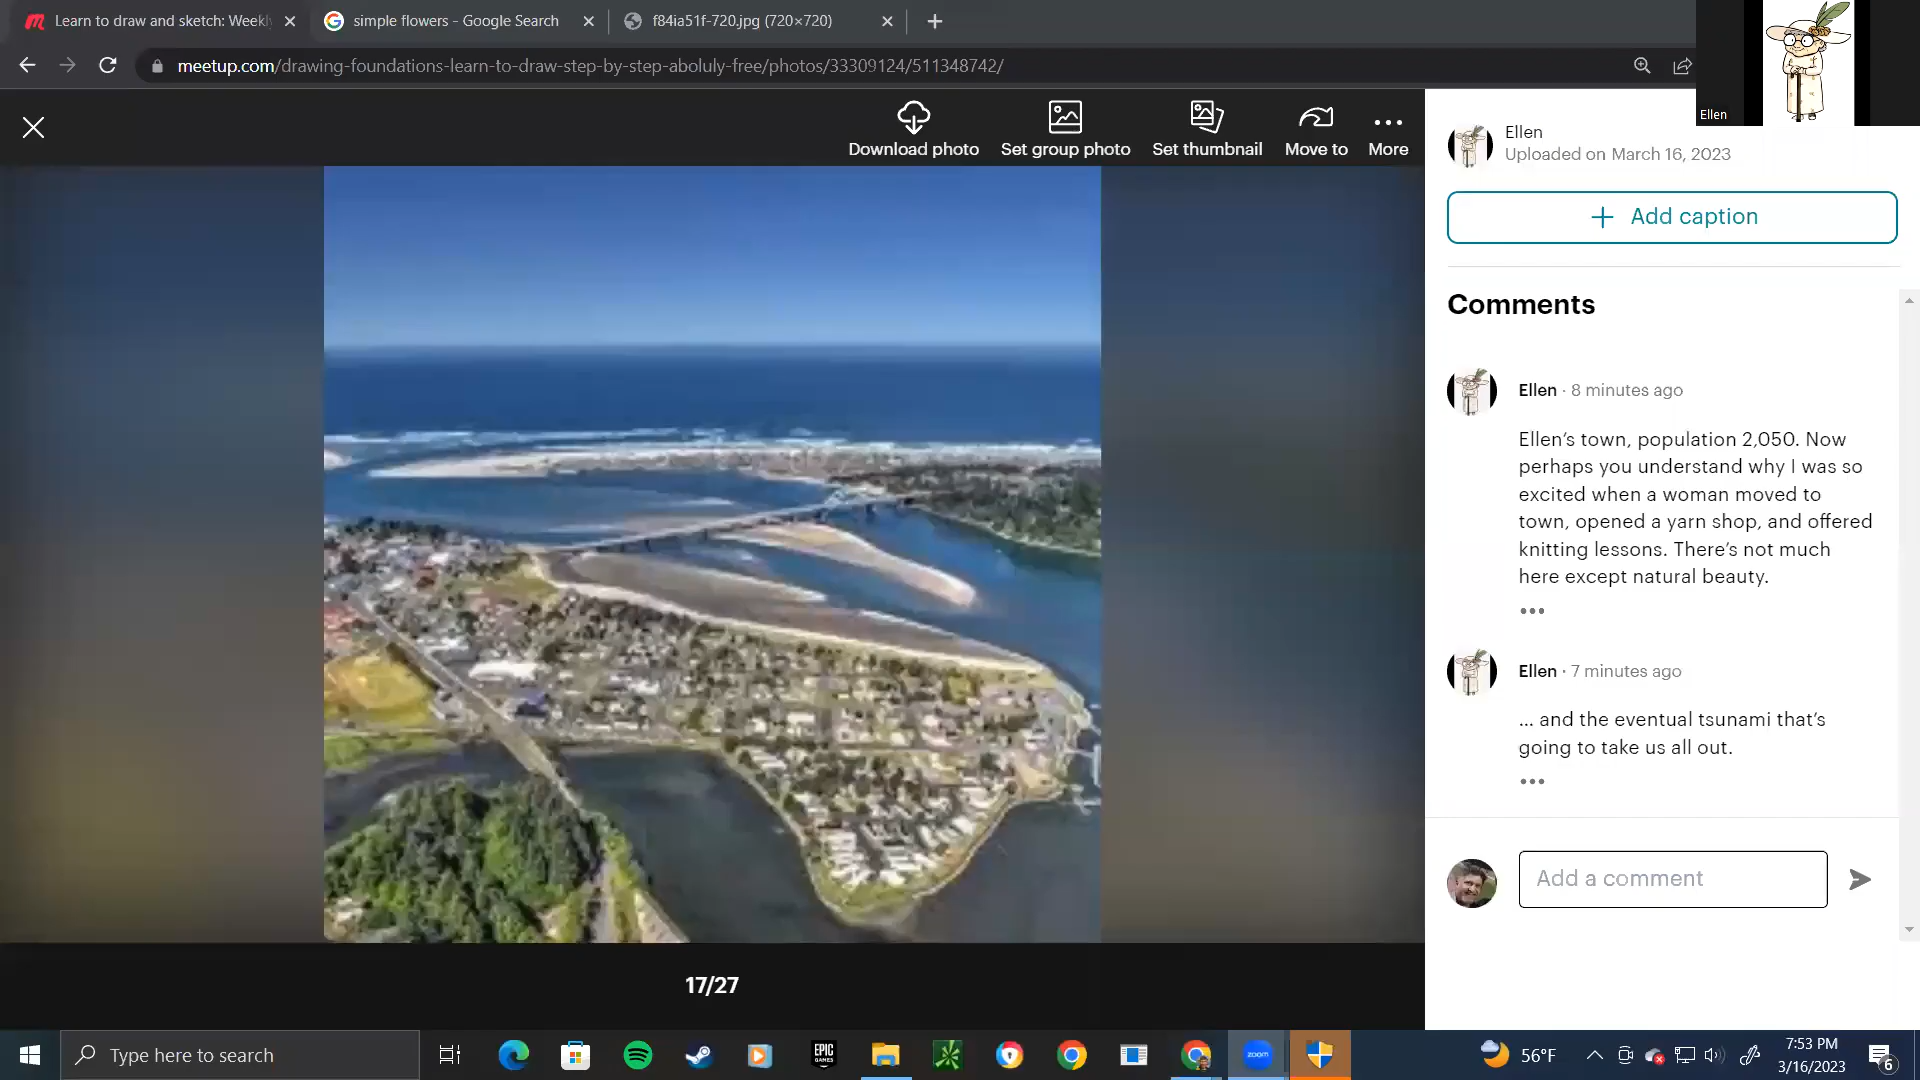 Learn to draw and sketch: Weekly
simple flowers - Google Search
f84ia51f-720.jpg (720×720)
meetup.com/drawing-foundations-learn-to-draw-step-by-step-aboluly-free/photos/33309124/511348742/
Ellen
Download photo
Set group photo
Set thumbnail
Move to
More
Ellen
Uploaded on March 16, 2023
+ Add caption
Comments
Ellen · 8 minutes ago
Ellen's town, population 2,050. Now
perhaps you understand why I was so
excited when a woman moved to
town, opened a yarn shop, and offered
knitting lessons. There's not much
here except natural beauty.
Ellen · 7 minutes ago
... and the eventual tsunami that's
going to take us all out.
Add a comment
17/27
Type here to search
EPIC
GAMES
zoom
56°F
7:53 PM
3/16/2023
6